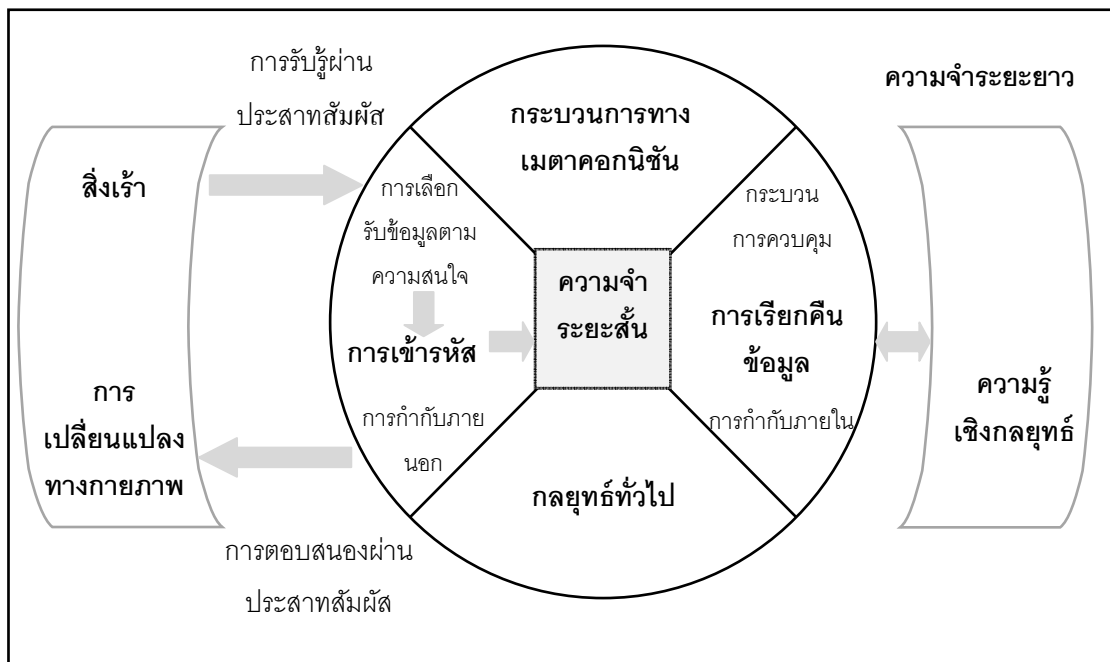 การรับรู้ผ่าน
ประสาทสัมผัส
สิ่งเร้า
การ
เปลี่ยนแปลง
ทางกายภาพ
การตอบสนองผ่าน
ประสาทสัมผัส
กระบวนการทาง
เมตาคอกนิชัน
การเลือก
รับข้อมูลตาม
ความสนใจ
การเข้ารหัส
การกำกับภาย
นอก
ความจำ
ระยะสั้น
กลยุทธ์ทั่วไป
กระบวน
การควบคุม
การเรียกคืน
ข้อมูล
การกำกับภายใน
ความจำระยะยาว
ความรู้
เชิงกลยุทธ์